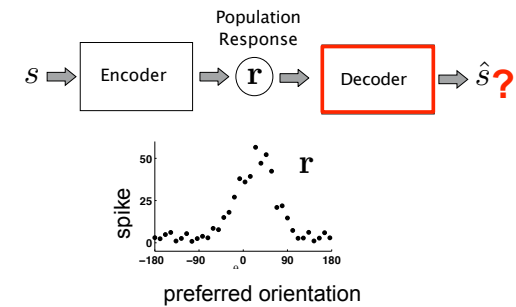 Population
Response
s Encoder r Decoder ŝ ?
50
25
0
r
spike
−180 −90 0 90 180
preferred orientation